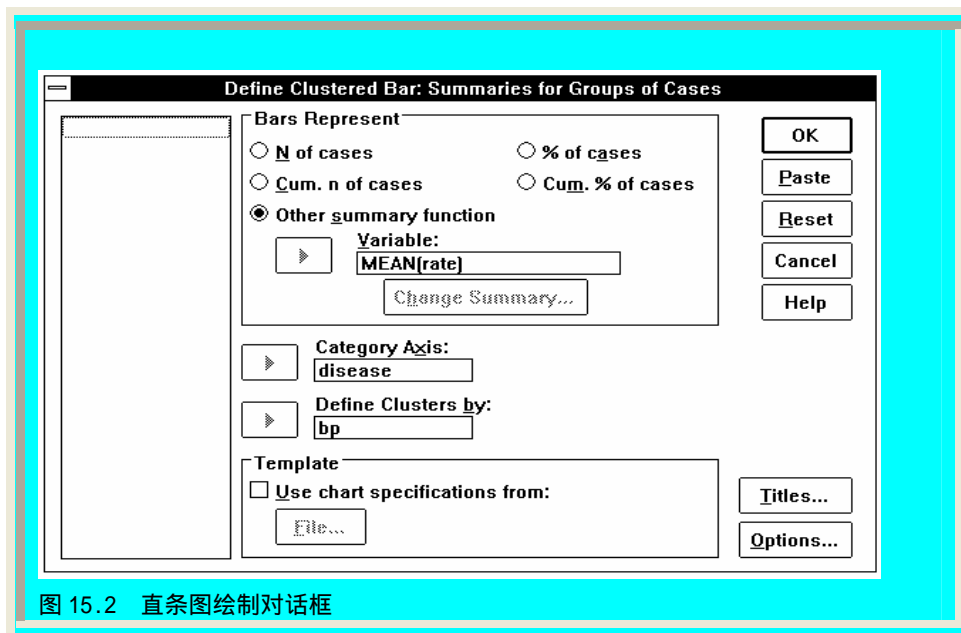 Define Clustered Bar: Summaries for Groups of Cases
Bars Represent
N of cases
% of cases
Cum. n of cases
Cum. % of cases
Other summary function
Variable:
MEAN(rate)
Change Summary...
Category Axis:
disease
Define Clusters by:
bp
Template
Use chart specifications from:
File...
OK
Paste
Reset
Cancel
Help
Titles...
Options...
图 15.2 直条图绘制对话框